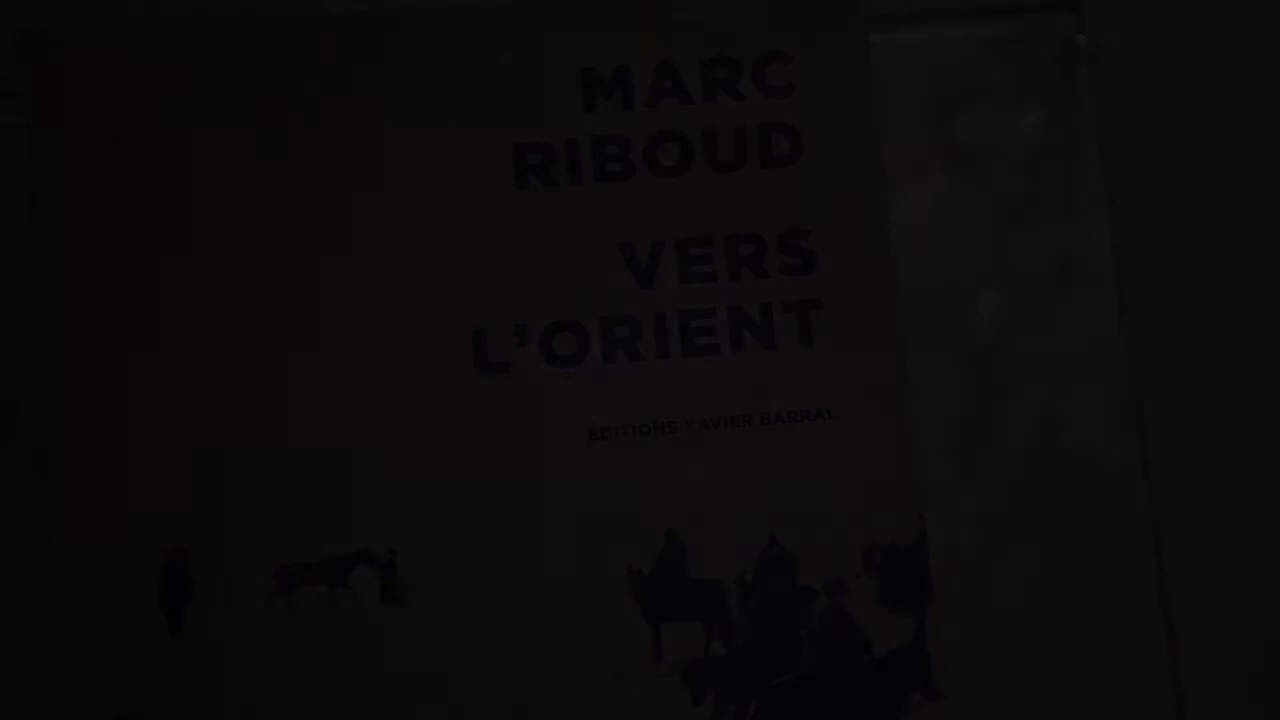 MARC
RIBOUD
VERS
L'ORIENT
EDITIONS XAVIER BARRAL